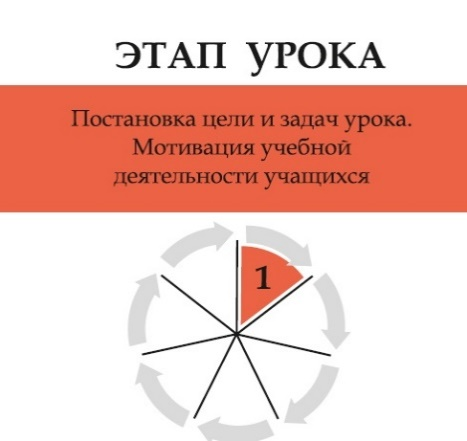 ЭТАП УРОКА
Постановка цели и задач урока.
Мотивация учебной
деятельности учащихся
1